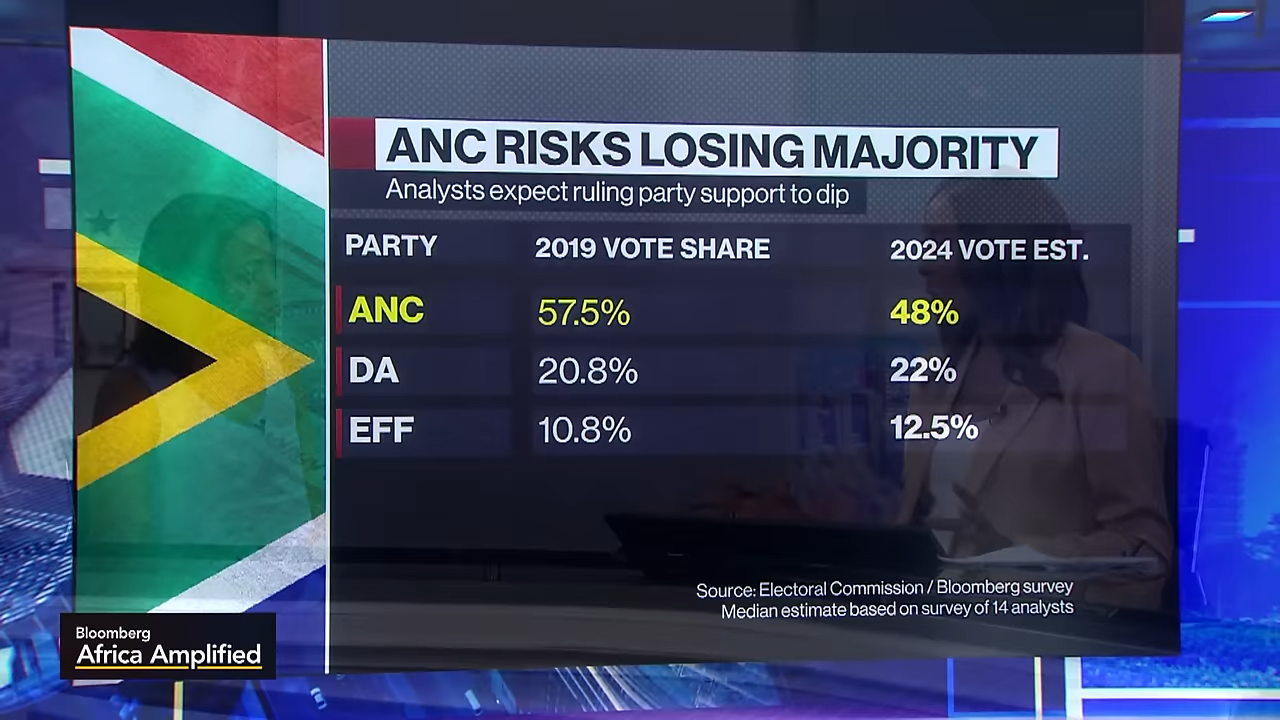 ANC RISKS LOSING MAJORITY
Analysts expect ruling party support to dip
PARTY 2019 VOTE SHARE 2024 VOTE EST.
ANC 57.5% 48%
DA 20.8% 22%
EFF 10.8% 12.5%
Source: Electoral Commission / Bloomberg survey
Median estimate based on survey of 14 analysts
Bloomberg
Africa Amplified